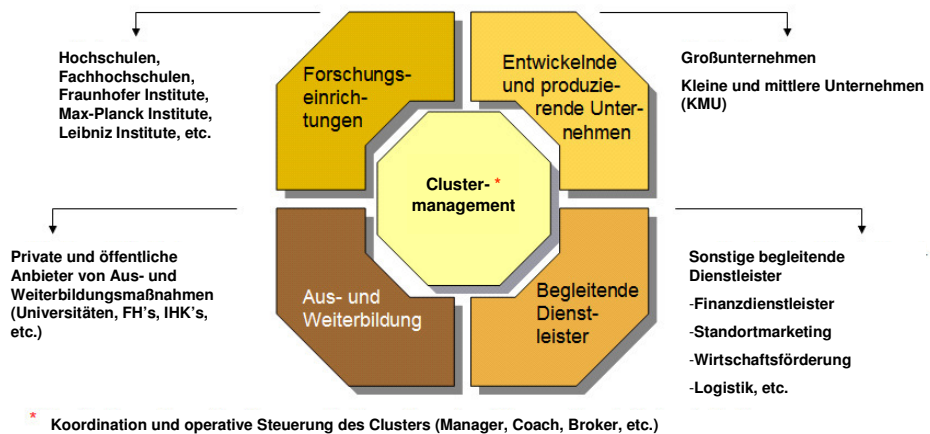 Hochschulen,
Fachhochschulen,
Fraunhofer Institute,
Max-Planck Institute,
Leibniz Institute, etc.
Forschungs-
einrich-
tungen
Entwickelnde
und produzie-
rende Unter-
nehmen
Großunternehmen
Kleine und mittlere Unternehmen
(KMU)
Cluster- *
management
Private und öffentliche
Anbieter von Aus- und
Weiterbildungsmaßnahmen
(Universitäten, FH's, IHK's,
etc.)
Aus- und
Weiterbildung
Begleitende
Dienst-
leister
Sonstige begleitende
Dienstleister
-Finanzdienstleister
-Standortmarketing
-Wirtschaftsförderung
-Logistik, etc.
* Koordination und operative Steuerung des Clusters (Manager, Coach, Broker, etc.)